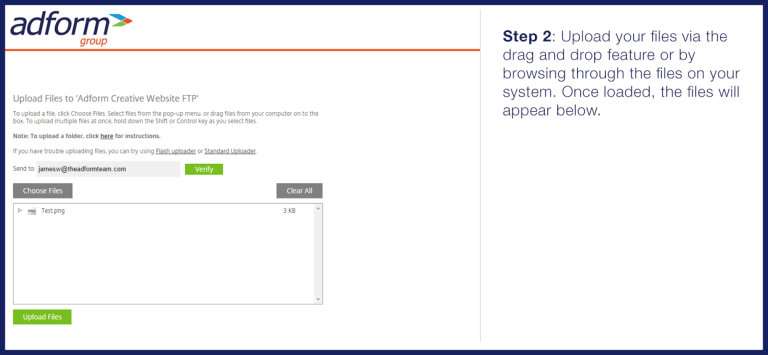 adform
group
Upload Files to 'Adform Creative Website FTP'
To upload a file, click Choose Files. Select files from the pop-up menu, or drag files from your computer on to the
box. To upload multiple files at once, hold down the Shift or Control key as you select files.
Note: To upload a folder, click here for instructions.
If you have trouble uploading files, you can try using Flash uploader or Standard Uploader.
Send to: jamesw@theadformteam.com Verify
Choose Files Clear All
Test.png 3 KB
Upload Files
Step 2: Upload your files via the
drag and drop feature or by
browsing through the files on your
system. Once loaded, the files will
appear below.